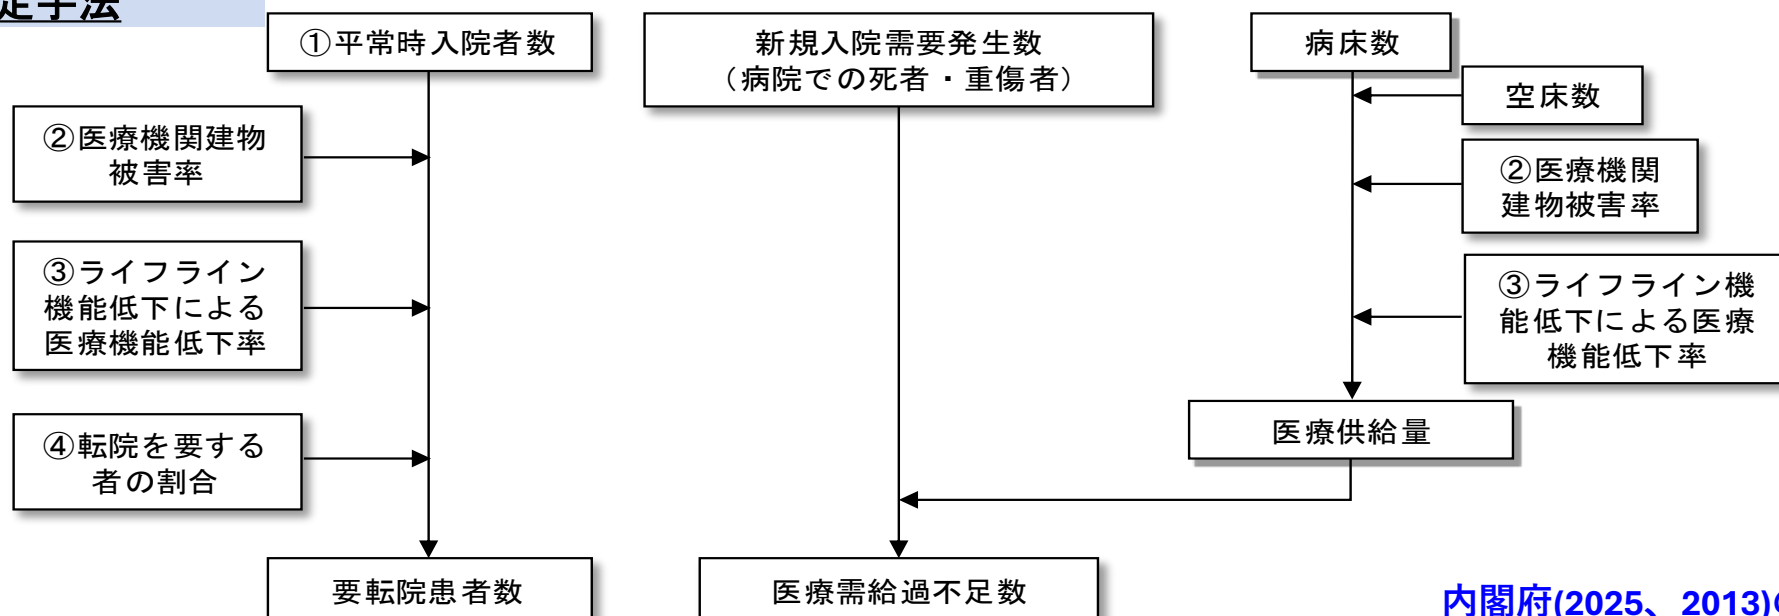 定手法
①平常時入院者数
新規入院需要発生数
（病院での死者・重傷者）
病床数
空床数
②医療機関建物
被害率
②医療機関
建物被害率
③ライフライン
機能低下による
医療機能低下率
③ライフライン機
能低下による医療
機能低下率
④転院を要する
者の割合
医療供給量
要転院患者数
医療需給過不足数
内閣府(2025、2013)の